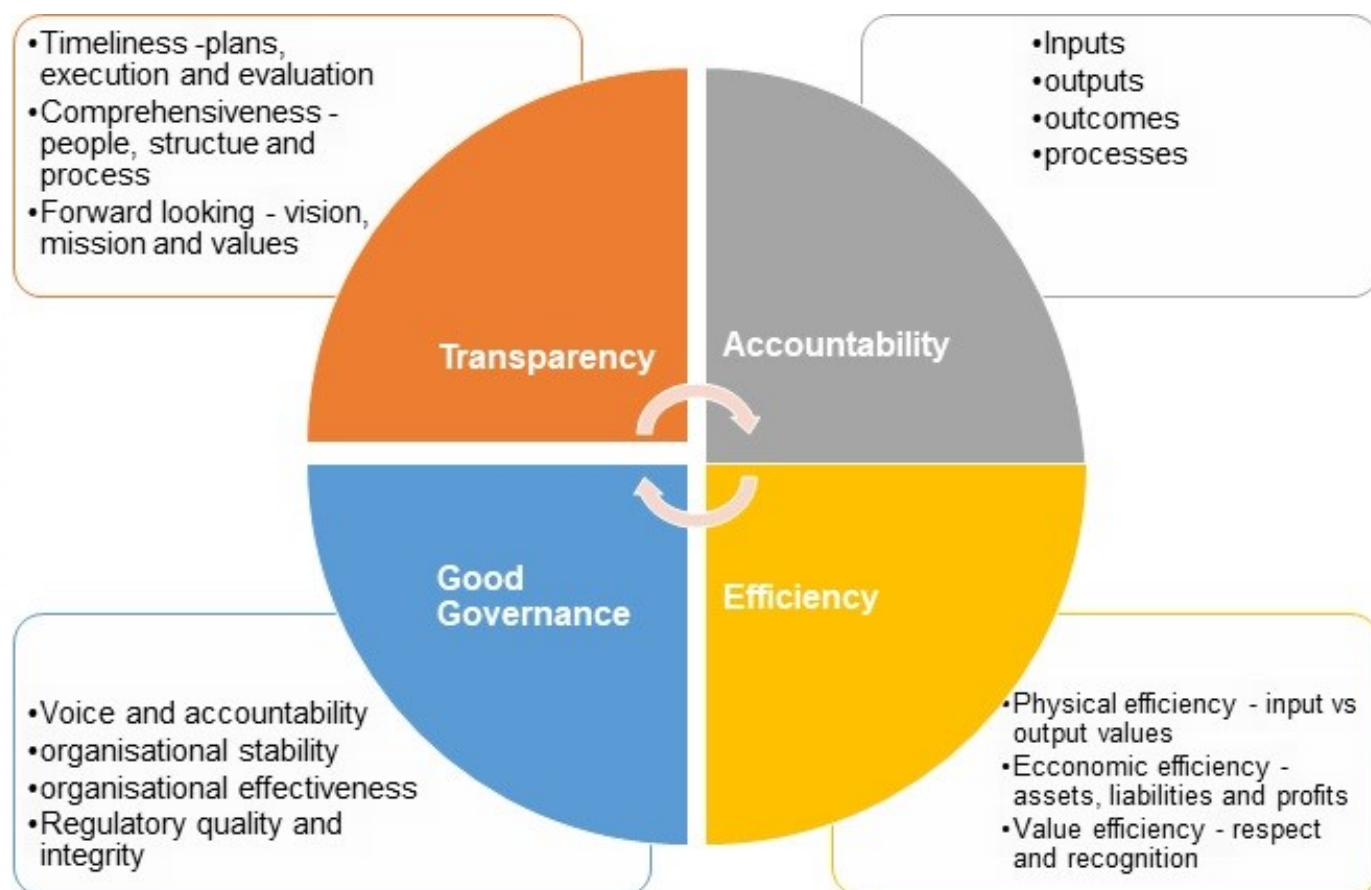 •Timeliness -plans,
execution and evaluation
•Comprehensiveness -
people, structue and
process
•Forward looking - vision,
mission and values
•Inputs
•outputs
•outcomes
•processes
Transparency
Accountability
Good
Governance
Efficiency
•Voice and accountability
•organisational stability
•organisational effectiveness
•Regulatory quality and
integrity
•Physical efficiency - input vs
output values
•Ecconomic efficiency -
assets, liabilities and profits
•Value efficiency - respect
and recognition